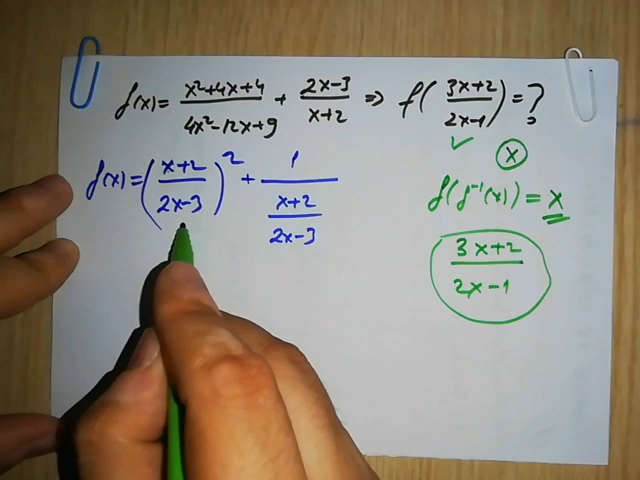 f(x) = (x²+4x+4)/(4x²-12x+9) + (2x-3)/(x+2) ⇒ f((3x+2)/(2x-1)) = ?
✓ ⓧ
f(x) = ((x+2)/(2x-3))² + 1/((x+2)/(2x-3))
f(f⁻¹(x)) = x
(3x+2)/(2x-1)